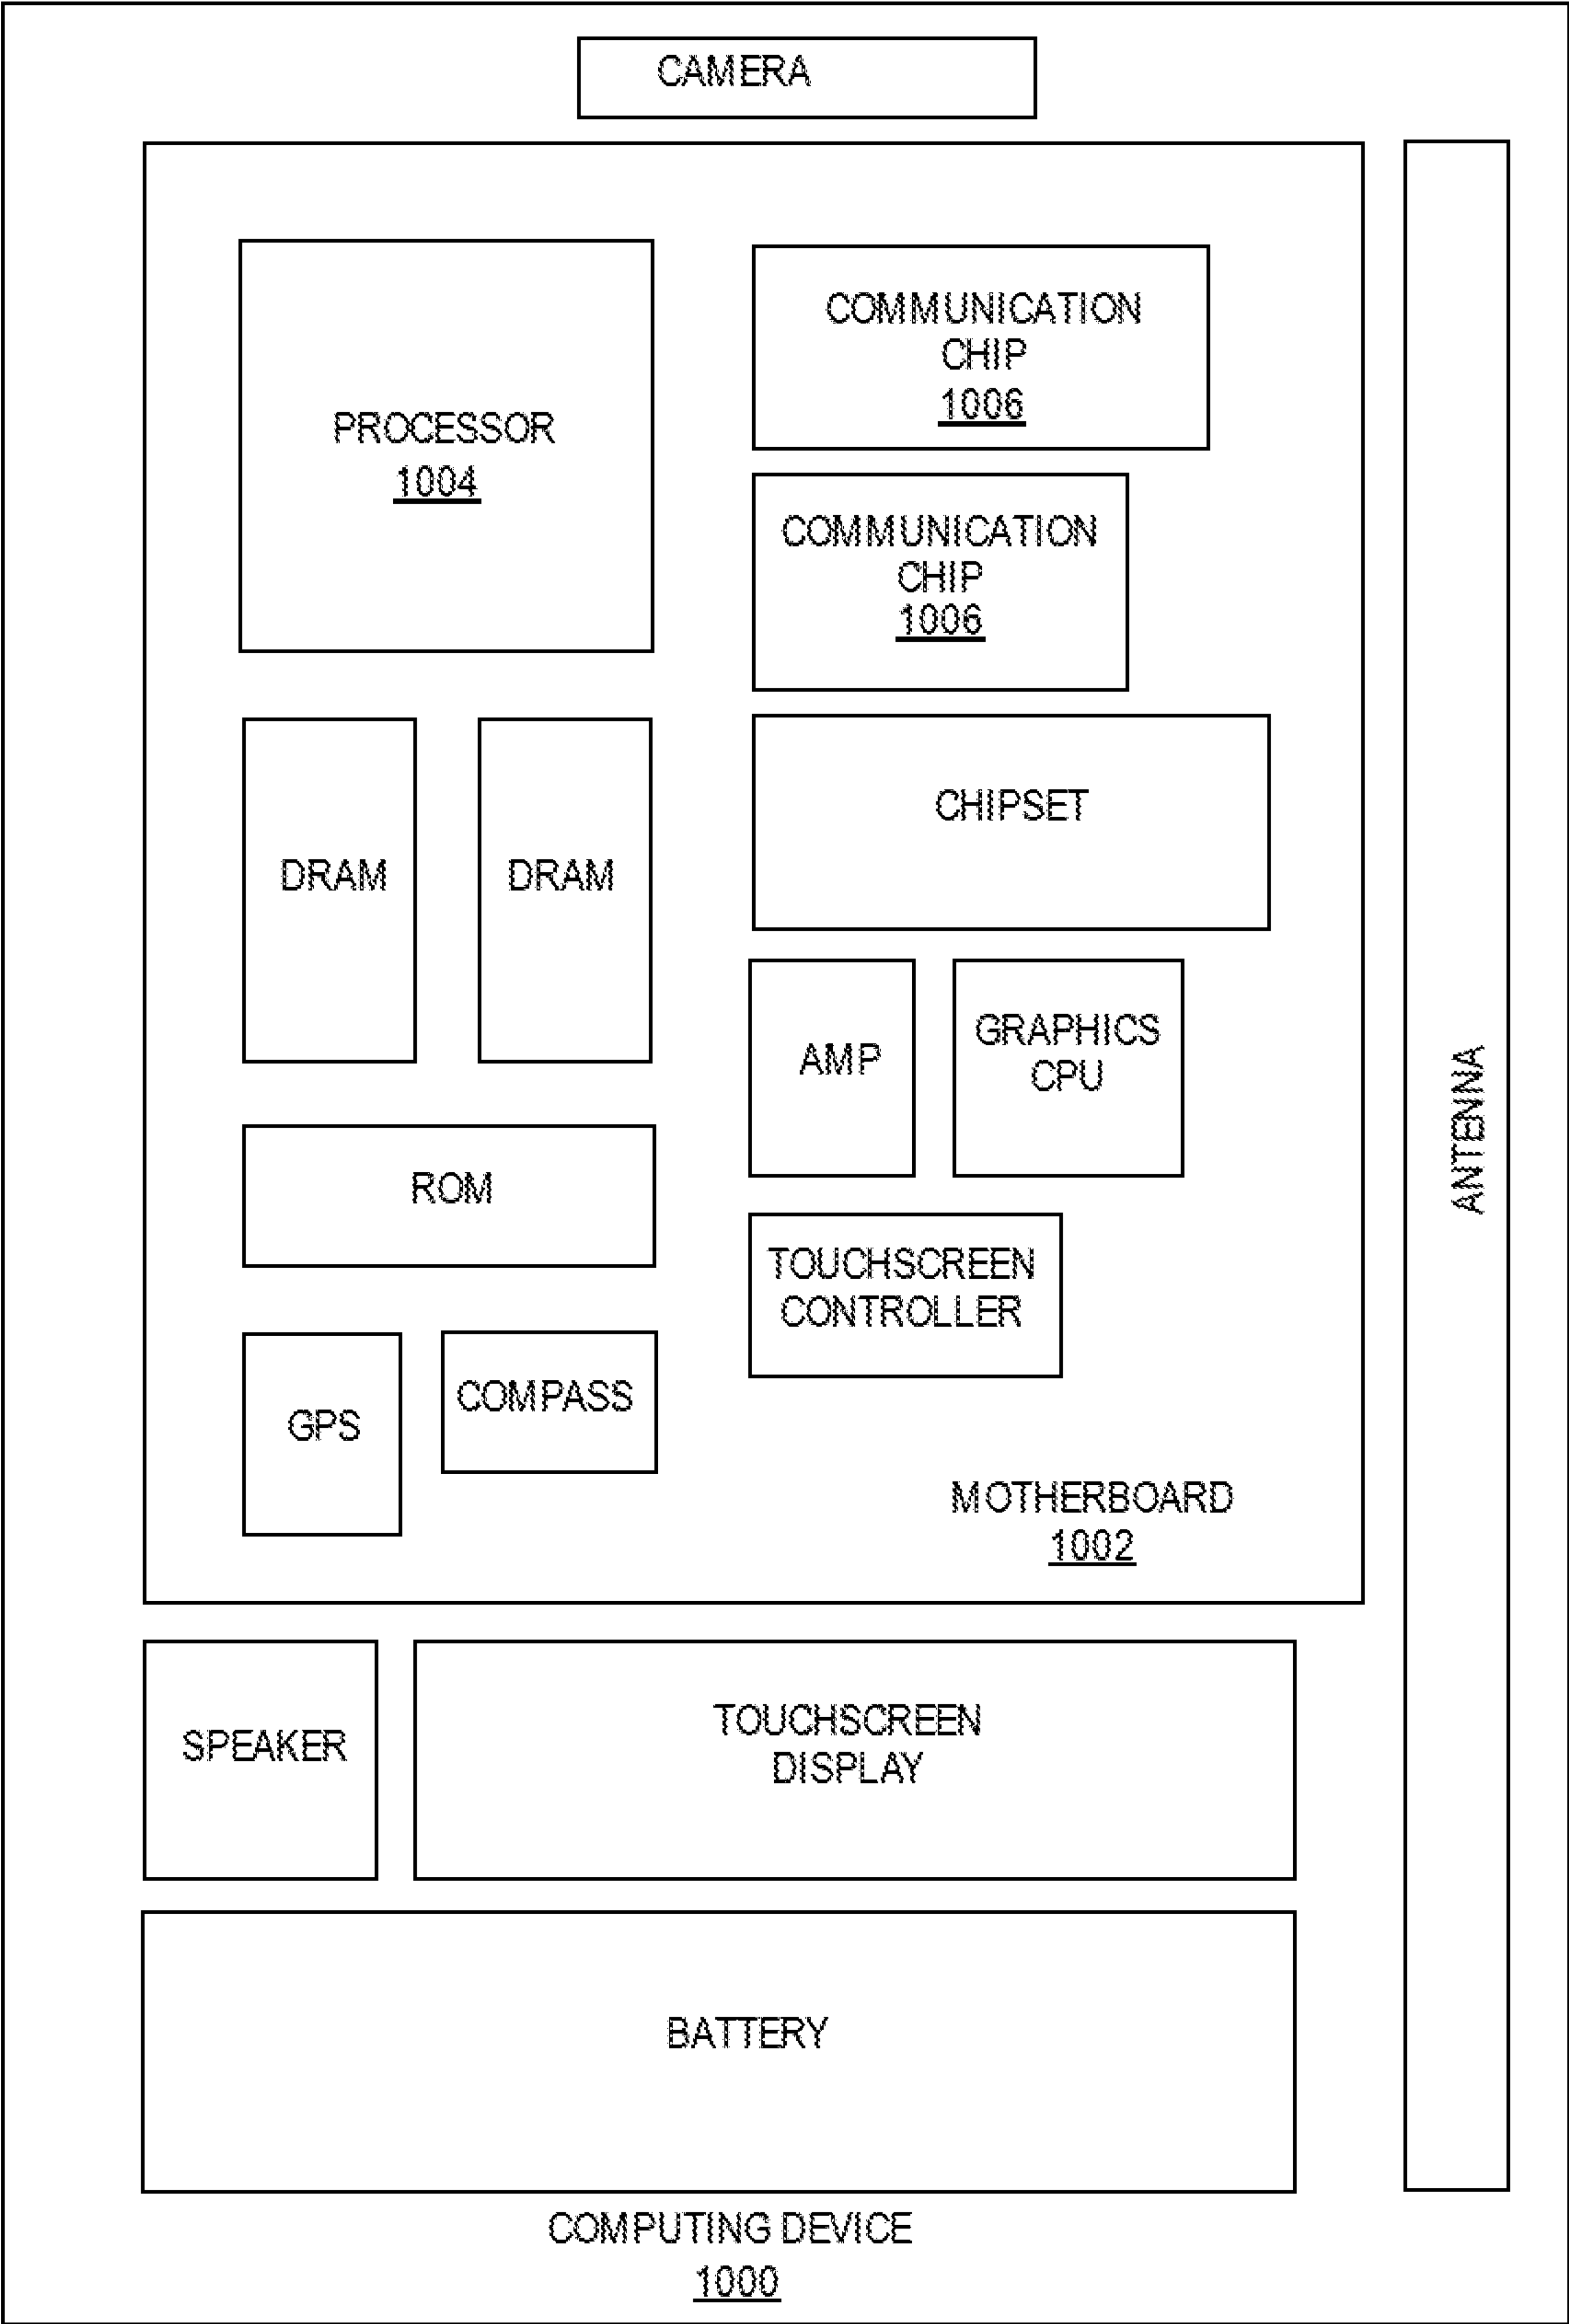 CAMERA
PROCESSOR
1004
COMMUNICATION
CHIP
1006
COMMUNICATION
CHIP
1006
DRAM
DRAM
CHIPSET
AMP
GRAPHICS
CPU
ROM
TOUCHSCREEN
CONTROLLER
GPS
COMPASS
MOTHERBOARD
1002
ANTENNA
SPEAKER
TOUCHSCREEN
DISPLAY
BATTERY
COMPUTING DEVICE
1000